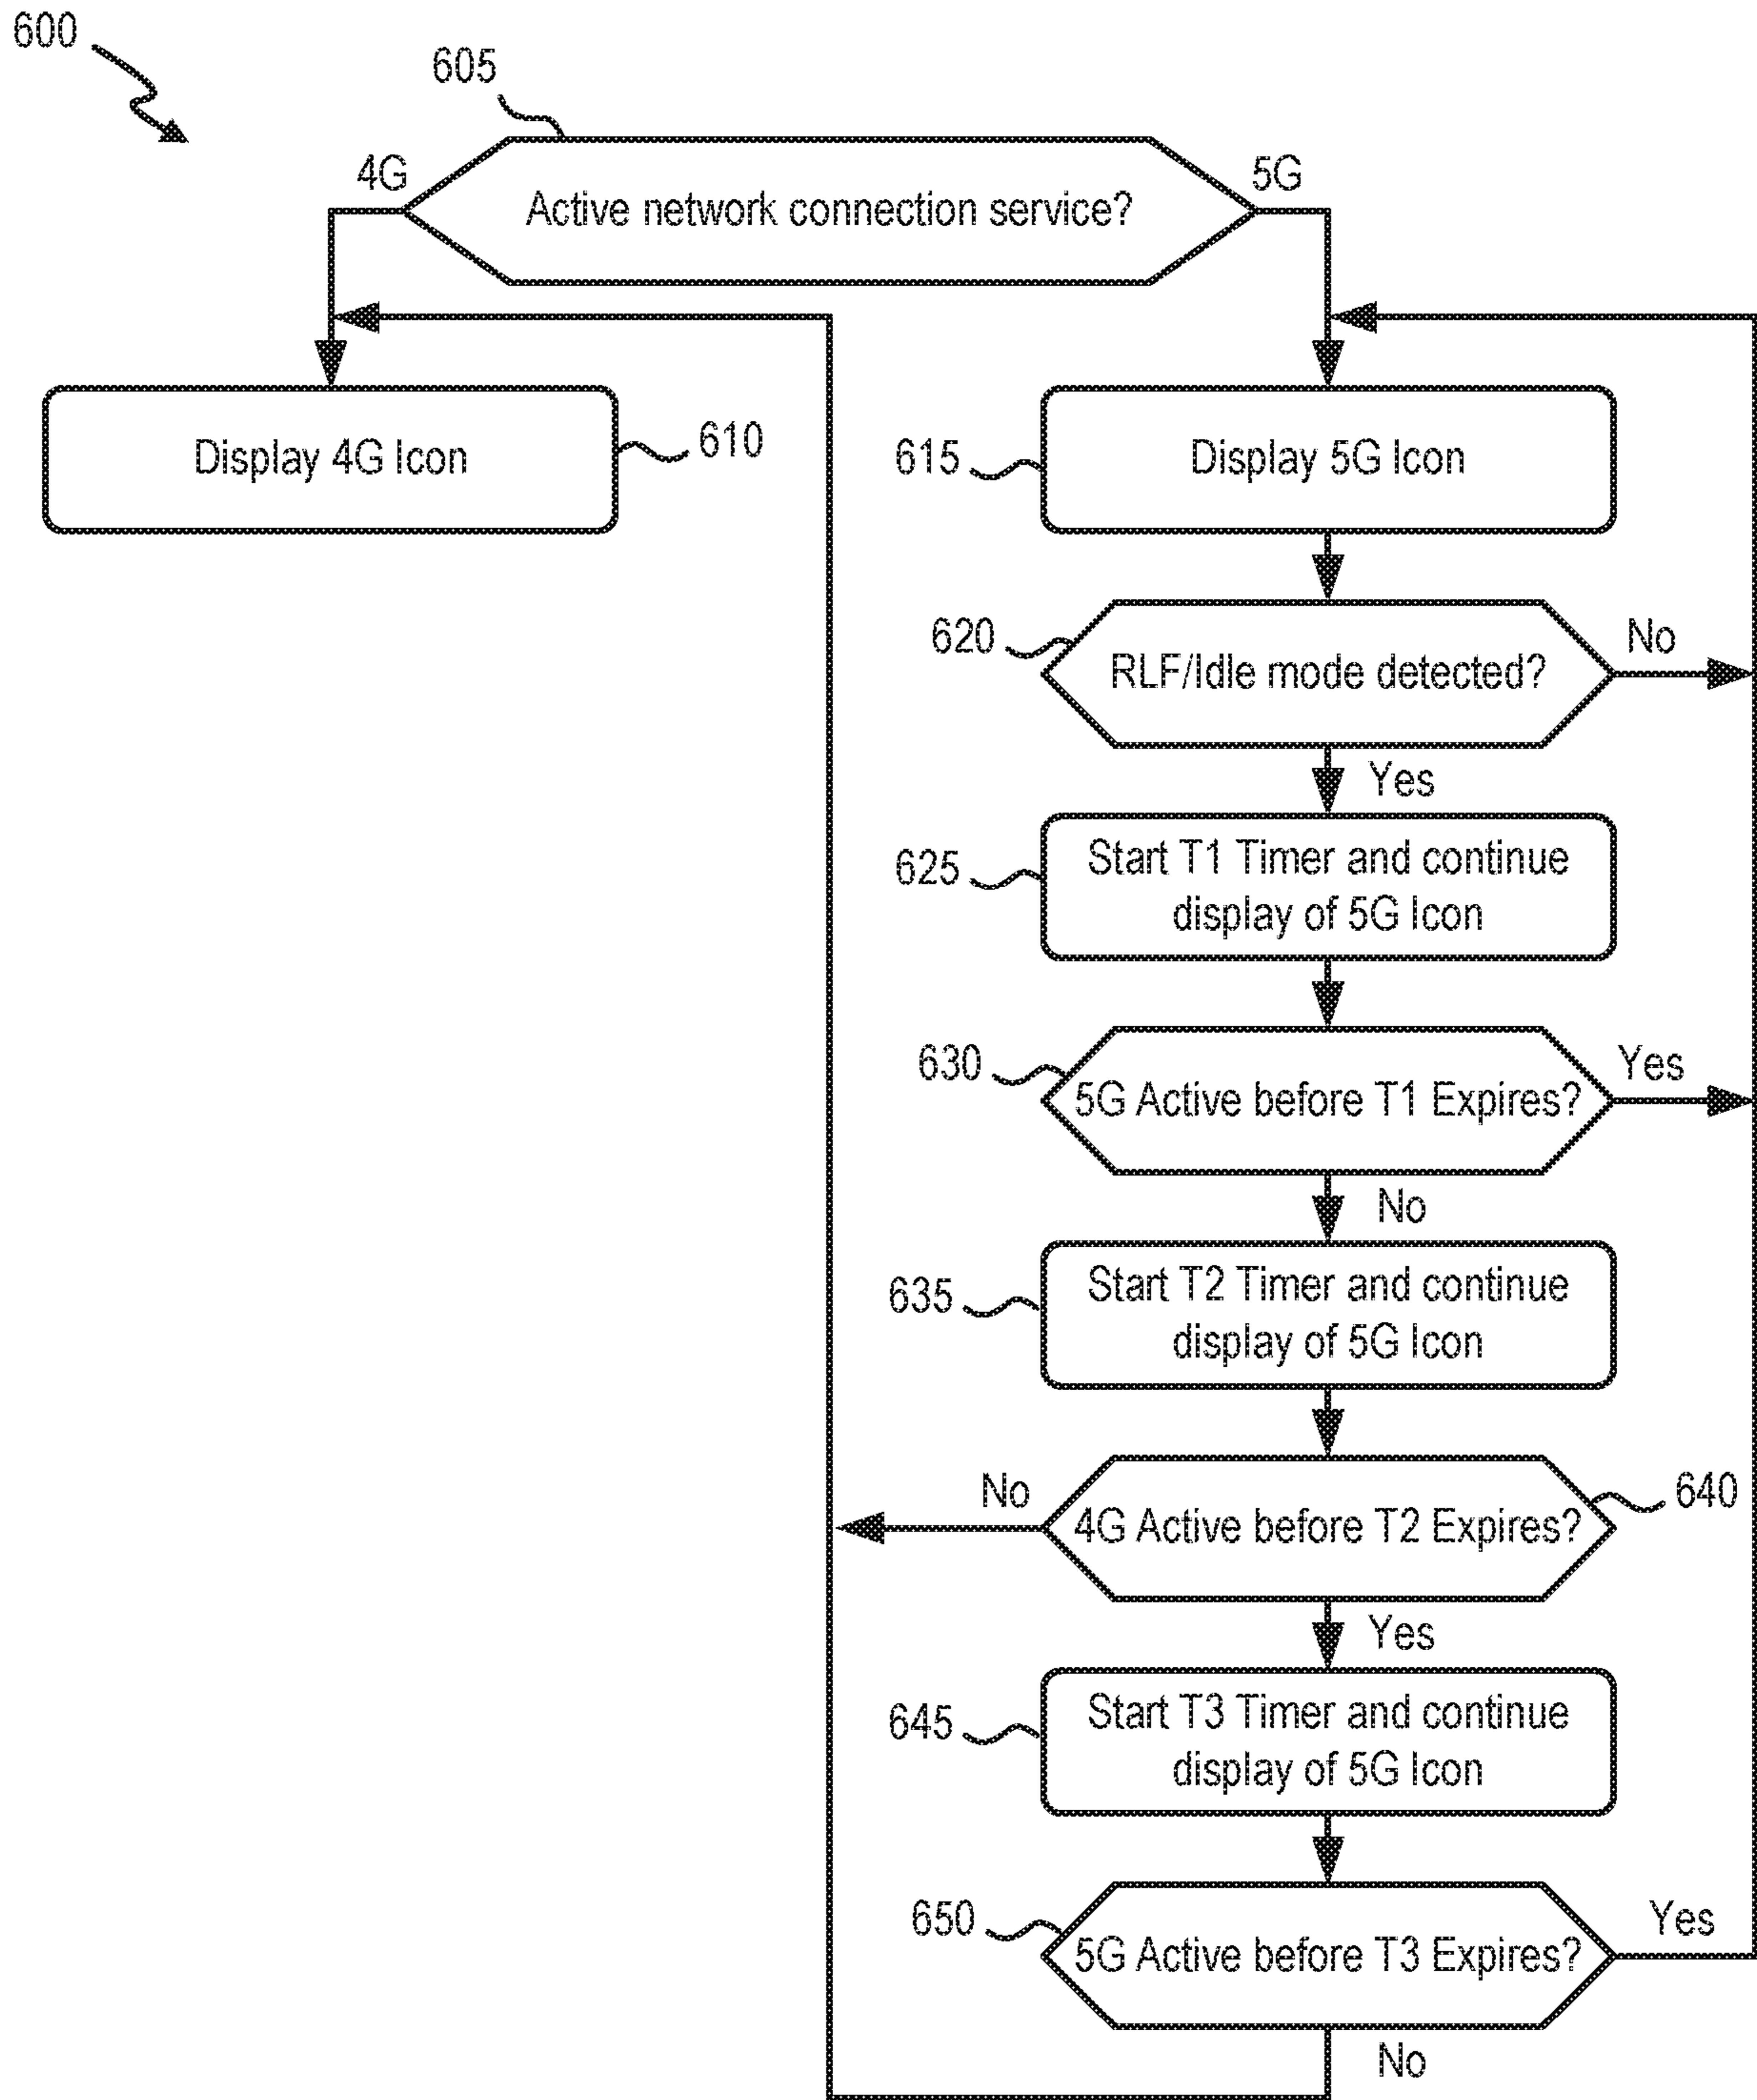 600
605
4G
5G
Active network connection service?
Display 4G Icon
610
615
Display 5G Icon
620
RLF/Idle mode detected?
No
Yes
625
Start T1 Timer and continue
display of 5G Icon
630
5G Active before T1 Expires?
Yes
No
635
Start T2 Timer and continue
display of 5G Icon
No
4G Active before T2 Expires?
640
Yes
645
Start T3 Timer and continue
display of 5G Icon
650
5G Active before T3 Expires?
Yes
No